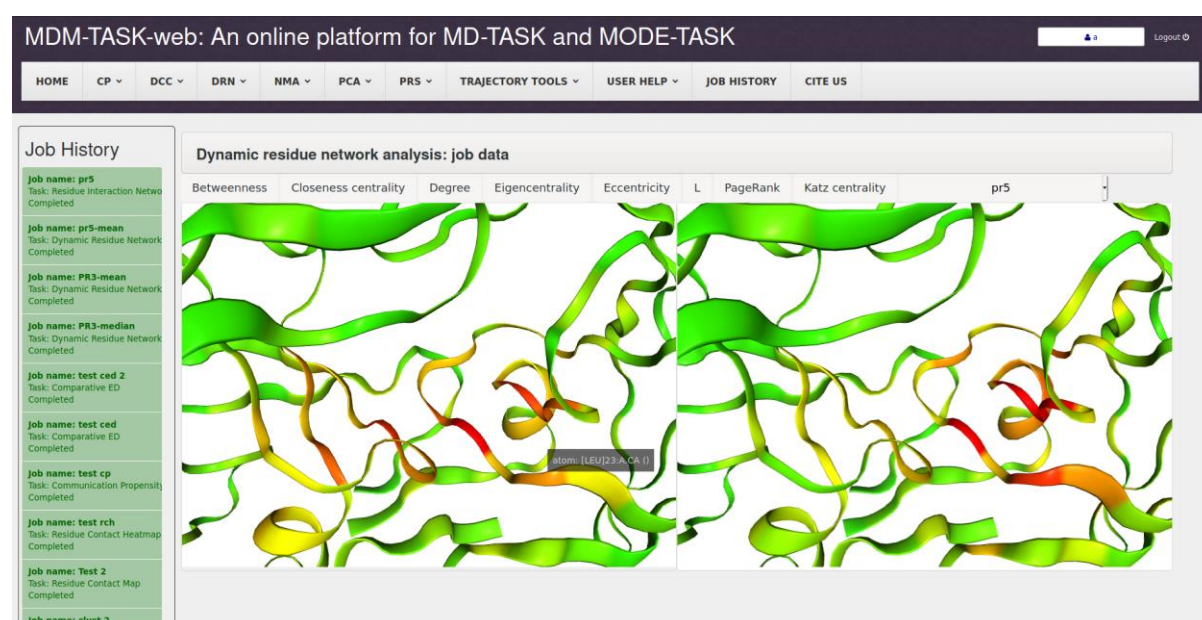 MDM-TASK-web: An online platform for MD-TASK and MODE-TASK
a
Logout
HOME CP DCC DRN NMA PCA PRS TRAJECTORY TOOLS USER HELP JOB HISTORY CITE US
Job History
Job name: pr5
Task: Residue Interaction Netwo
Completed
Job name: pr5-mean
Task: Dynamic Residue Network
Completed
Job name: PR3-mean
Task: Dynamic Residue Network
Completed
Job name: PR3-median
Task: Dynamic Residue Network
Completed
Job name: test ced 2
Task: Comparative ED
Completed
Job name: test ced
Task: Comparative ED
Completed
Job name: test cp
Task: Communication Propensity
Completed
Job name: test rch
Task: Residue Contact Heatmap
Completed
Job name: Test 2
Task: Residue Contact Map
Completed
Job name: clust 2
Dynamic residue network analysis: job data
Betweenness Closeness centrality Degree Eigencentrality Eccentricity L PageRank Katz centrality pr5
atom: [LEU]23:A.CA ()